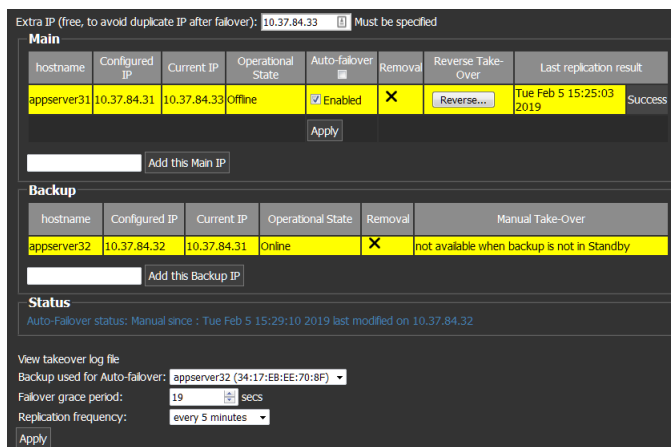 Extra IP (free, to avoid duplicate IP after failover): 10.37.84.33 Must be specified
Main
hostname Configured IP Current IP Operational State Auto-failover Removal Reverse Take-Over Last replication result
appserver31 10.37.84.31 10.37.84.33 Offline Enabled X Reverse... Tue Feb 5 15:25:03 2019 Success
Apply
Add this Main IP
Backup
hostname Configured IP Current IP Operational State Removal Manual Take-Over
appserver32 10.37.84.32 10.37.84.31 Online X not available when backup is not in Standby
Add this Backup IP
Status
Auto-Failover status: Manual since : Tue Feb 5 15:29:10 2019 last modified on 10.37.84.32
View takeover log file
Backup used for Auto-failover: appserver32 (34:17:EB:EE:70:8F)
Failover grace period: 19 secs
Replication frequency: every 5 minutes
Apply